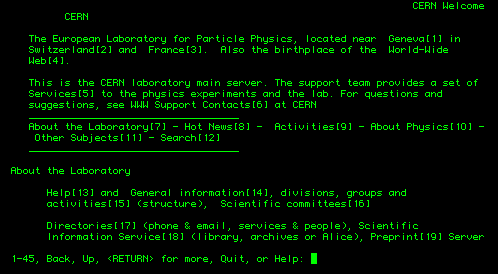 CERN Welcome
CERN
The European Laboratory for Particle Physics, located near  Geneva[1] in
Switzerland[2] and  France[3].  Also the birthplace of the  World-Wide
Web[4].
This is the CERN laboratory main server. The support team provides a set of
Services[5] to the physics experiments and the lab. For questions and
suggestions, see WWW Support Contacts[6] at CERN
About the Laboratory[7] - Hot News[8] -  Activities[9] - About Physics[10] -
Other Subjects[11] - Search[12]
About the Laboratory
Help[13] and  General information[14], divisions, groups and
activities[15] (structure),  Scientific committees[16]
Directories[17] (phone & email, services & people), Scientific
Information Service[18] (library, archives or Alice), Preprint[19] Server
1-45, Back, Up, <RETURN> for more, Quit, or Help: